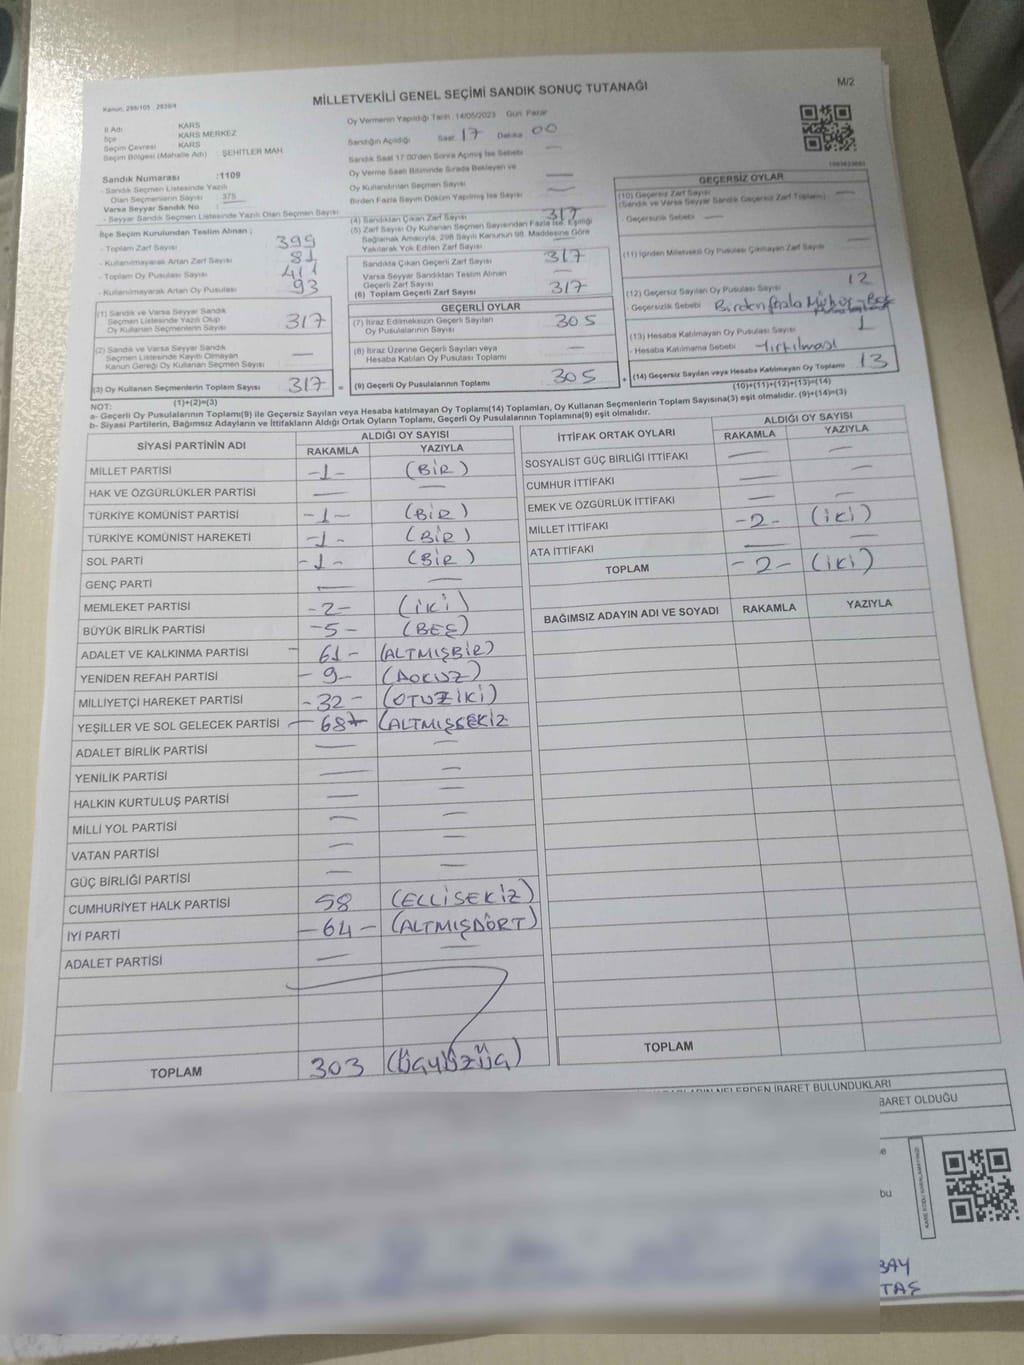 Kanun, 298/105 , 2839/4
MİLLETVEKİLİ GENEL SEÇİMİ SANDIK SONUÇ TUTANAĞI
M/2
İl Adı : KARS
İlçe : KARS MERKEZ
Seçim Çevresi : KARS
Seçim Bölgesi (Mahalle Adı) : ŞEHİTLER MAH
Sandık Numarası :1109
- Sandık Seçmen Listesinde Yazılı
Olan Seçmenlerin Sayısı : 375
Varsa Seyyar Sandık No :
- Seyyar Sandık Seçmen Listesinde Yazılı Olan Seçmen Sayısı
İlçe Seçim Kurulundan Teslim Alınan ;
- Toplam Zarf Sayısı 399
- Kullanılmayarak Artan Zarf Sayısı 81
- Toplam Oy Pusulası Sayısı 411
- Kullanılmayarak Artan Oy Pusulası 93
Oy Vermenin Yapıldığı Tarih :14/05/2023 Gün: Pazar
Sandığın Açıldığı Saat: 17 Dakika 00
Sandık Saat 17:00'den Sonra Açılmış İse Sebebi —
Oy Verme Saati Bitiminde Sırada Bekleyen ve
Oy Kullandırılan Seçmen Sayısı —
Birden Fazla Sayım Döküm Yapılmış İse Sayısı —
(4) Sandıktan Çıkan Zarf Sayısı 317
(5) Zarf Sayısı Oy Kullanan Seçmen Sayısından Fazla İse, Eşitliği
Sağlamak Amacıyla, 298 Sayılı Kanunun 98. Maddesine Göre
Yakılarak Yok Edilen Zarf Sayısı —
Sandıkta Çıkan Geçerli Zarf Sayısı 317
Varsa Seyyar Sandıktan Teslim Alınan
Geçerli Zarf Sayısı —
(6) Toplam Geçerli Zarf Sayısı 317
(1) Sandık ve Varsa Seyyar Sandık
Seçmen Listesinde Yazılı Olup
Oy Kullanan Seçmenlerin Sayısı 317
(2) Sandık ve Varsa Seyyar Sandık
Seçmen Listesinde Kayıtlı Olmayan
Kanun Gereği Oy Kullanan Seçmen Sayısı —
(3) Oy Kullanan Seçmenlerin Toplam Sayısı 317 =
(1)+(2)=(3)
GEÇERLİ OYLAR
(7) İtiraz Edilmeksizin Geçerli Sayılan
Oy Pusulalarının Sayısı 305
(8) İtiraz Üzerine Geçerli Sayılan veya
Hesaba Katılan Oy Pusulası Toplamı —
(9) Geçerli Oy Pusulalarının Toplamı 305 +
GEÇERSİZ OYLAR
(10) Geçersiz Zarf Sayısı —
(Sandık ve Varsa Seyyar Sandık Geçersiz Zarf Toplamı)
- Geçersizlik Sebebi: —
(11) İçinden Milletvekili Oy Pusulası Çıkmayan Zarf Sayısı —
(12) Geçersiz Sayılan Oy Pusulası Sayısı 12
- Geçersizlik Sebebi: Birden fazla Mühür
(13) Hesaba Katılmayan Oy Pusulası Sayısı 1
- Hesaba Katılmama Sebebi: Yırtılması
(14) Geçersiz Sayılan veya Hesaba Katılmayan Oy Toplamı 13
(10)+(11)+(12)+(13)=(14)
NOT:
a- Geçerli Oy Pusulalarının Toplamı(9) ile Geçersiz Sayılan veya Hesaba katılmayan Oy Toplamı(14) Toplamları, Oy Kullanan Seçmenlerin Toplam Sayısına(3) eşit olmalıdır. (9)+(14)=(3)
b- Siyasi Partilerin, Bağımsız Adayların ve İttifakların Aldığı Ortak Oyların Toplamı, Geçerli Oy Pusulalarının Toplamına(9) eşit olmalıdır.
SİYASİ PARTİNİN ADI ALDIĞI OY SAYISI
RAKAMLA YAZIYLA
MİLLET PARTİSİ -1- (BİR)
HAK VE ÖZGÜRLÜKLER PARTİSİ — —
TÜRKİYE KOMÜNİST PARTİSİ -1- (BİR)
TÜRKİYE KOMÜNİST HAREKETİ -1- (BİR)
SOL PARTİ -1- (BİR)
GENÇ PARTİ — —
MEMLEKET PARTİSİ -2- (İKİ)
BÜYÜK BİRLİK PARTİSİ -5- (BEŞ)
ADALET VE KALKINMA PARTİSİ - 61- (ALTMIŞBİR)
YENİDEN REFAH PARTİSİ - 9- (DOKUZ)
MİLLİYETÇİ HAREKET PARTİSİ -32- (OTUZİKİ)
YEŞİLLER VE SOL GELECEK PARTİSİ - 68- (ALTMIŞSEKİZ
ADALET BİRLİK PARTİSİ — —
YENİLİK PARTİSİ — —
HALKIN KURTULUŞ PARTİSİ — —
MİLLİ YOL PARTİSİ — —
VATAN PARTİSİ — —
GÜÇ BİRLİĞİ PARTİSİ — —
CUMHURİYET HALK PARTİSİ 58 (ELLİSEKİZ)
İYİ PARTİ -64- (ALTMIŞDÖRT)
ADALET PARTİSİ — —
TOPLAM 303 (ÜçyÜzüç)
İTTİFAK ORTAK OYLARI ALDIĞI OY SAYISI
RAKAMLA YAZIYLA
SOSYALİST GÜÇ BİRLİĞİ İTTİFAKI — —
CUMHUR İTTİFAKI — —
EMEK VE ÖZGÜRLÜK İTTİFAKI — —
MİLLET İTTİFAKI -2- (İKİ)
ATA İTTİFAKI — —
TOPLAM -2- (İKİ)
BAĞIMSIZ ADAYIN ADI VE SOYADI RAKAMLA YAZIYLA
TOPLAM
NELERDEN İBARET BULUNDUKLARI
BARET OLDUĞU
bu
BAY
TAŞ